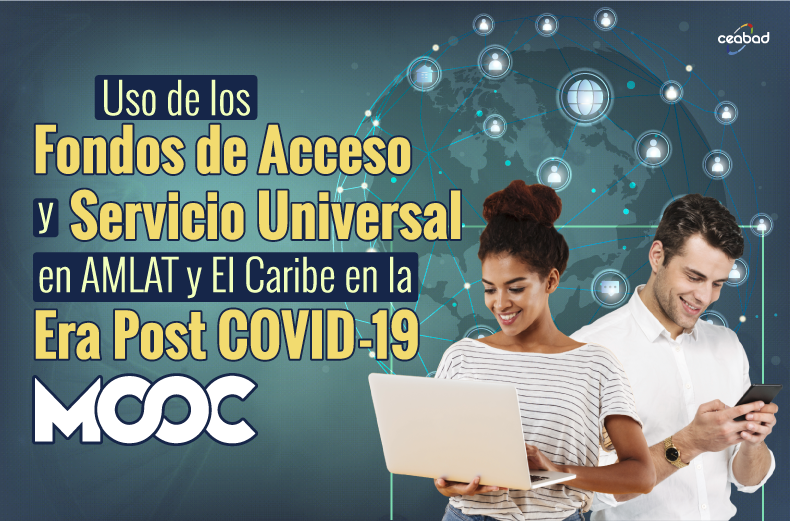 ceabad
Uso de los
Fondos de Acceso
y Servicio Universal
en AMLAT y El Caribe en la
Era Post COVID-19
MOOC